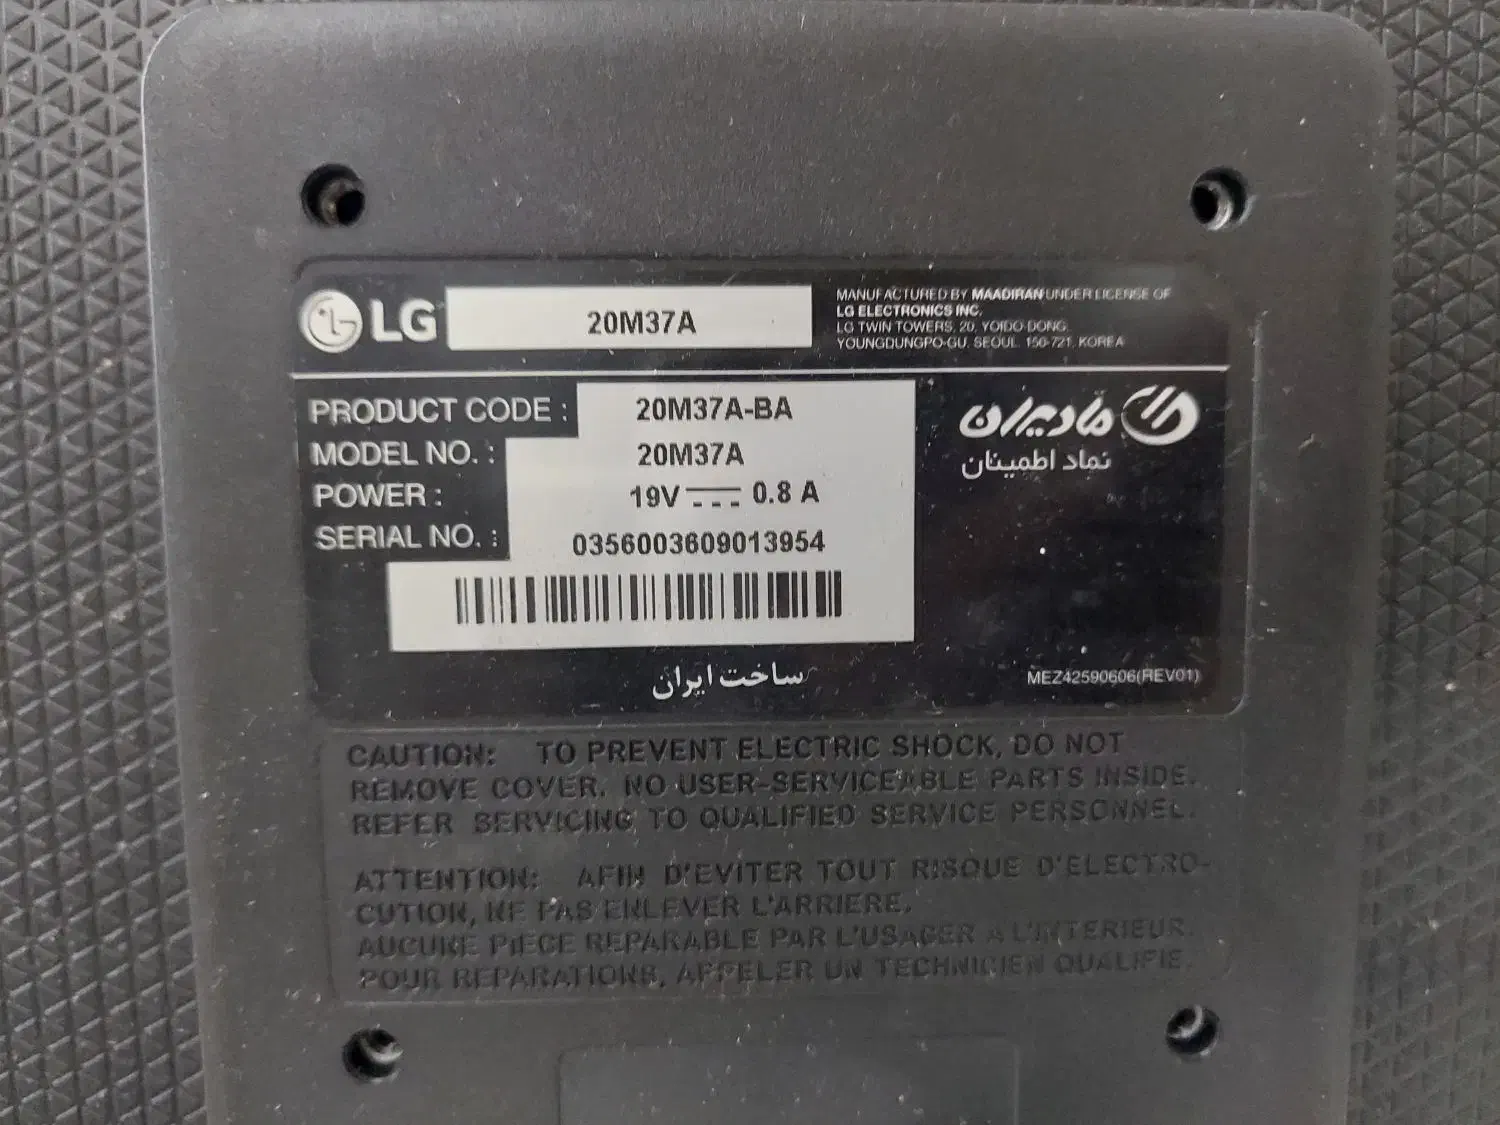 LG
20M37A
MANUFACTURED BY MAADIRAN UNDER LICENSE OF
LG ELECTRONICS INC.
LG TWIN TOWERS, 20, YOIDO-DONG,
YOUNGDUNGPO-GU, SEOUL 150-721, KOREA
PRODUCT CODE : 20M37A-BA
MODEL NO. : 20M37A
POWER : 19V ⎓ 0.8 A
SERIAL NO. : 0356003609013954
مادیران
نماد اطمینان
ساخت ایران
MEZ42590606(REV01)
CAUTION: TO PREVENT ELECTRIC SHOCK, DO NOT
REMOVE COVER. NO USER-SERVICEABLE PARTS INSIDE.
REFER SERVICING TO QUALIFIED SERVICE PERSONNEL.
ATTENTION: AFIN D'EVITER TOUT RISQUE D'ELECTRO-
CUTION, NE PAS ENLEVER L'ARRIERE.
AUCUNE PIECE REPARABLE PAR L'USAGER A L'INTERIEUR.
POUR REPARATIONS, APPELER UN TECHNICIEN QUALIFIE.